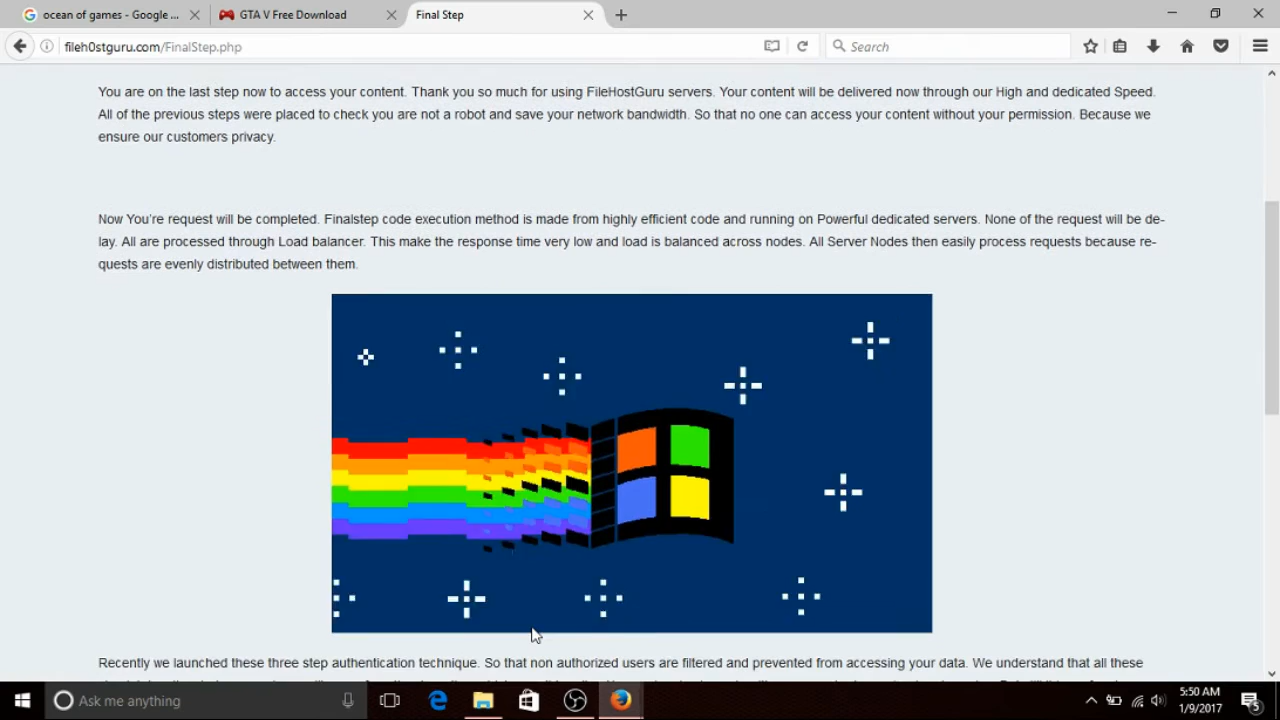 ocean of games - Google ...
GTA V Free Download
Final Step
fileh0stguru.com/FinalStep.php
Search
You are on the last step now to access your content. Thank you so much for using FileHostGuru servers. Your content will be delivered now through our High and dedicated Speed.
All of the previous steps were placed to check you are not a robot and save your network bandwidth. So that no one can access your content without your permission. Because we
ensure our customers privacy.
Now You're request will be completed. Finalstep code execution method is made from highly efficient code and running on Powerful dedicated servers. None of the request will be de-
lay. All are processed through Load balancer. This make the response time very low and load is balanced across nodes. All Server Nodes then easily process requests because re-
quests are evenly distributed between them.
Recently we launched these three step authentication technique. So that non authorized users are filtered and prevented from accessing your data. We understand that all these
Ask me anything
5:50 AM
1/9/2017
5